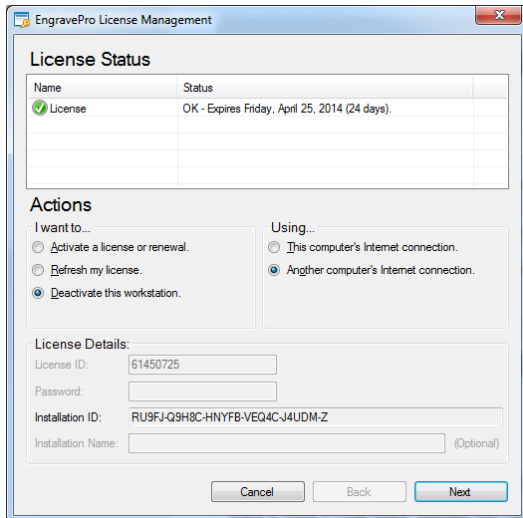 EngravePro License Management
License Status
Name Status
License OK - Expires Friday, April 25, 2014 (24 days).
Actions
I want to...
Activate a license or renewal.
Refresh my license.
Deactivate this workstation.
Using...
This computer's Internet connection.
Another computer's Internet connection.
License Details:
License ID: 61450725
Password:
Installation ID: RU9FJ-Q9H8C-HNYFB-VEQ4C-J4UDM-Z
Installation Name: (Optional)
Cancel Back Next